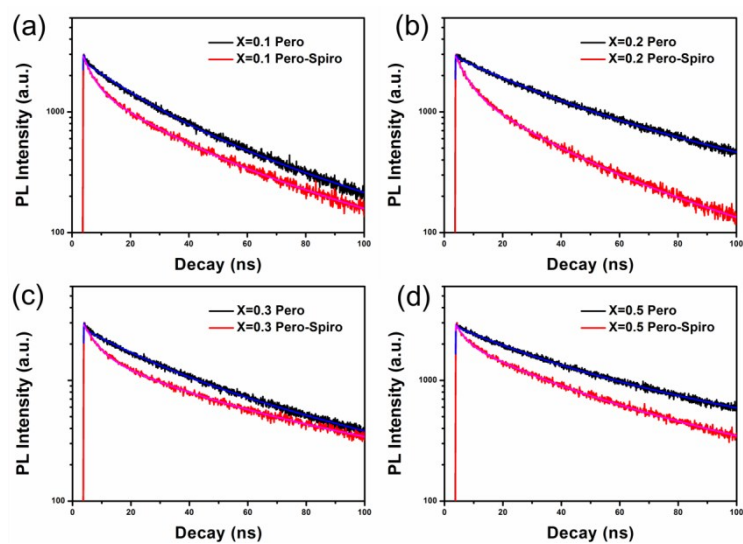 (a)
X=0.1 Pero
X=0.1 Pero-Spiro
PL Intensity (a.u.)
1000
100
0 20 40 60 80 100
Decay (ns)
(b)
X=0.2 Pero
X=0.2 Pero-Spiro
PL Intensity (a.u.)
1000
100
0 20 40 60 80 100
Decay (ns)
(c)
X=0.3 Pero
X=0.3 Pero-Spiro
PL Intensity (a.u.)
100
0 20 40 60 80 100
Decay (ns)
(d)
X=0.5 Pero
X=0.5 Pero-Spiro
PL Intensity (a.u.)
1000
100
0 20 40 60 80 100
Decay (ns)